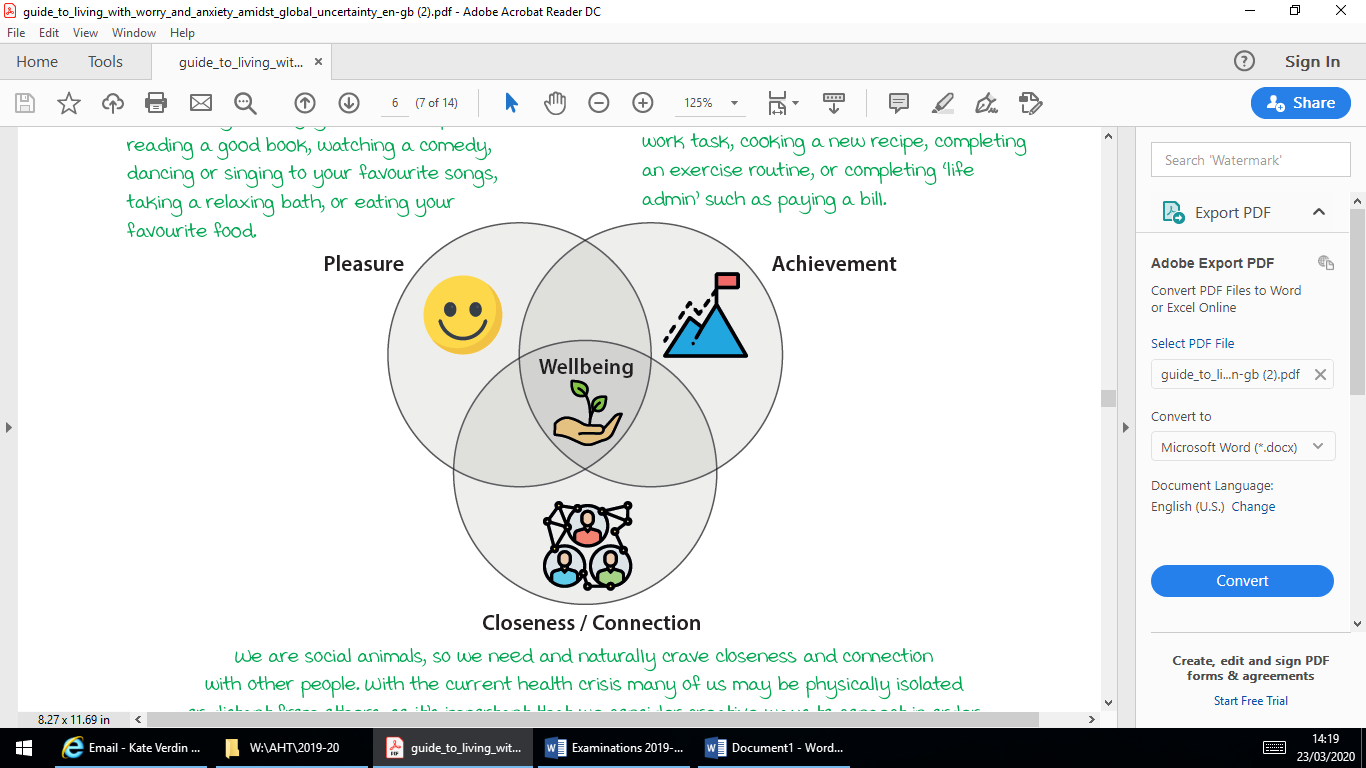 guide_to_living_with_worry_and_anxiety_amidst_global_uncertainty_en-gb (2).pdf - Adobe Acrobat Reader DC
File Edit View Window Help
Home Tools guide_to_living_wit... × Sign In
6 (7 of 14) 125% Share
reading a good book, watching a comedy,
dancing or singing to your favourite songs,
taking a relaxing bath, or eating your
favourite food.
work task, cooking a new recipe, completing
an exercise routine, or completing ‘life
admin’ such as paying a bill.
Pleasure
Achievement
Wellbeing
Closeness / Connection
We are social animals, so we need and naturally crave closeness and connection
with other people. With the current health crisis many of us may be physically isolated
8.27 x 11.69 in
Search 'Watermark'
Export PDF
Adobe Export PDF
Convert PDF Files to Word
or Excel Online
Select PDF File
guide_to_li...n-gb (2).pdf
Convert to
Microsoft Word (*.docx)
Document Language:
English (U.S.) Change
Convert
Create, edit and sign PDF
forms & agreements
Start Free Trial
Email - Kate Verdin ... W:\AHT\2019-20 guide_to_living_wit... Examinations 2019-... Document1 - Word...
14:19
23/03/2020